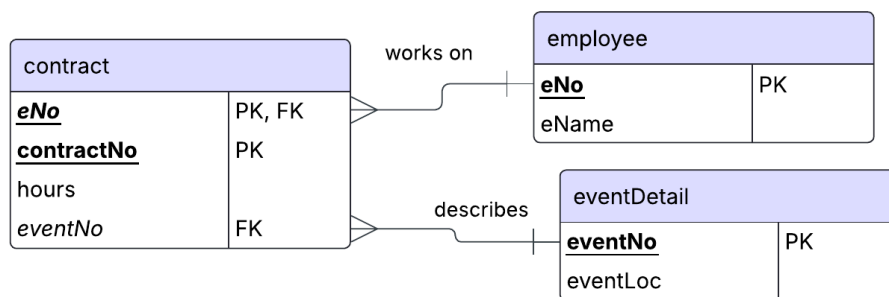 contract
eNo PK, FK
contractNo PK
hours
eventNo FK
works on
employee
eNo PK
eName
describes
eventDetail
eventNo PK
eventLoc